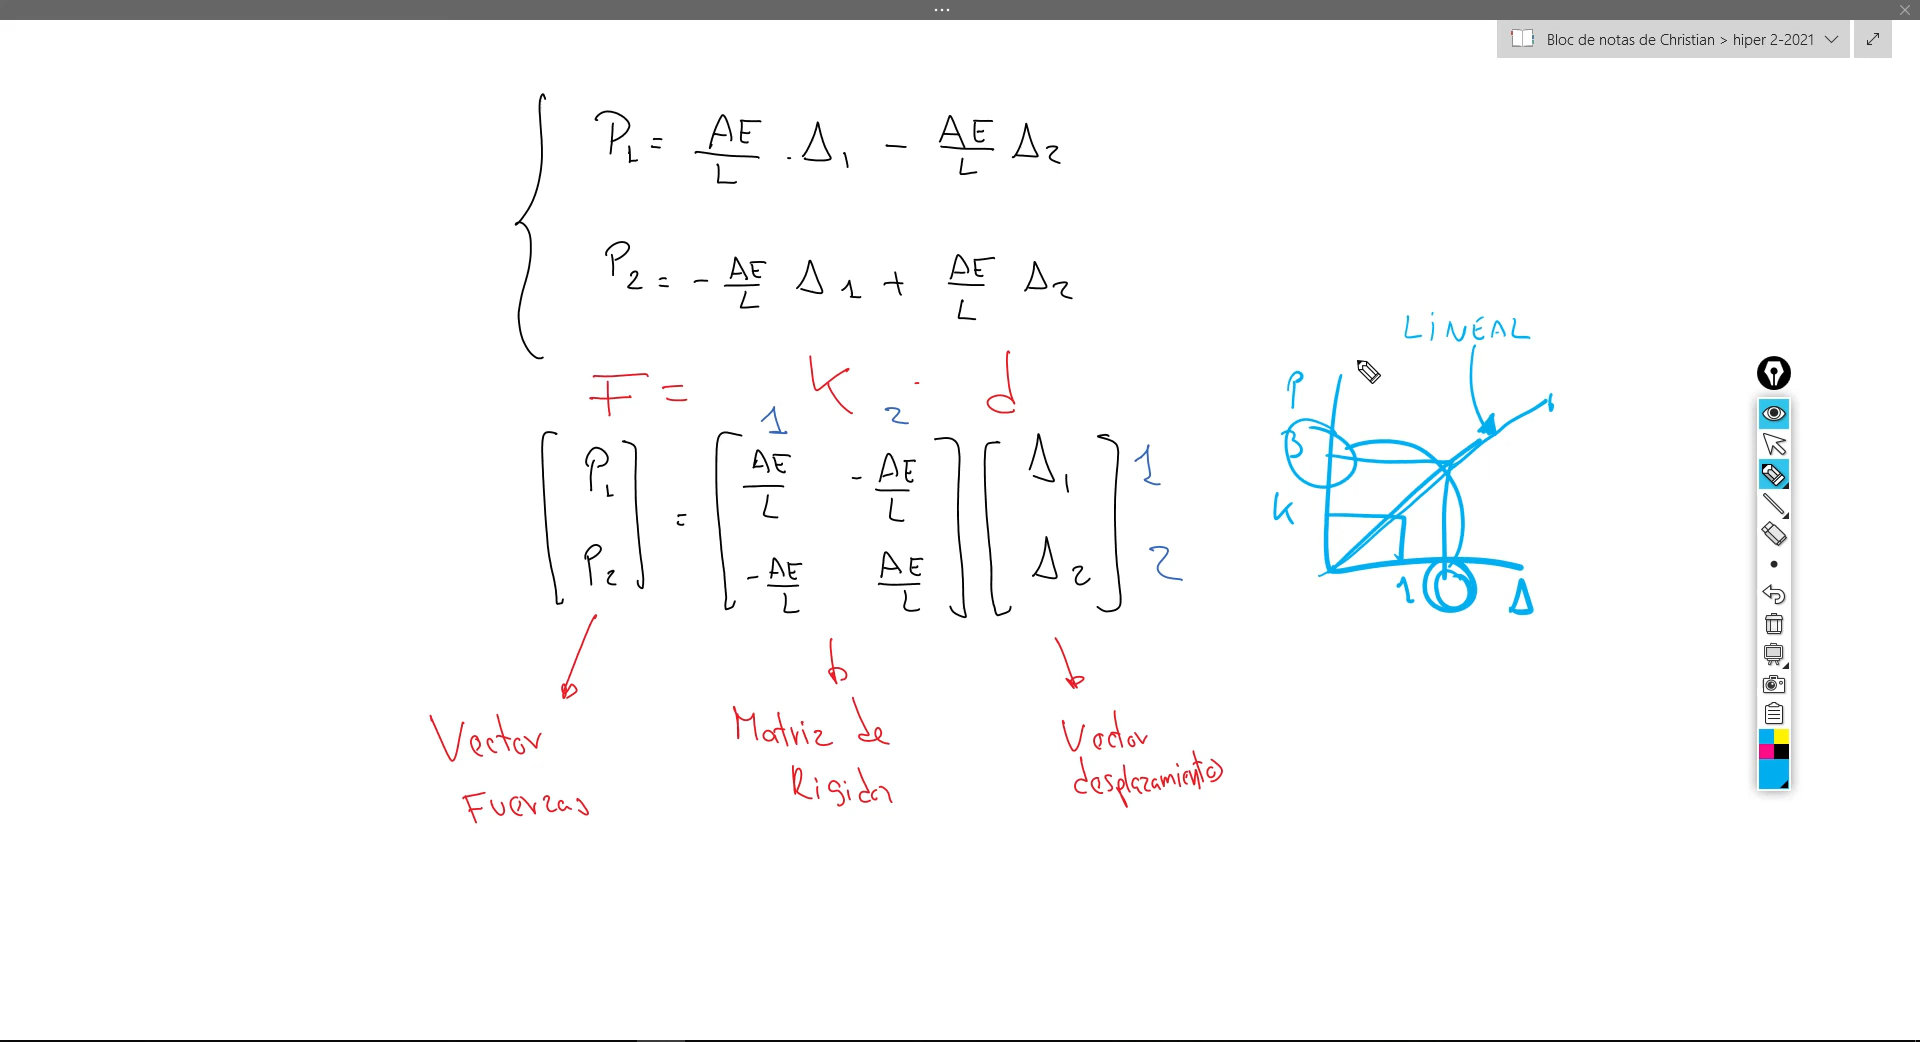 ...
Bloc de notas de Christian > hiper 2-2021
P1 = AE/L . Δ1 - AE/L Δ2
P2 = - AE/L Δ1 + AE/L Δ2
F = K . d
1 2
[P1 P2] = [AE/L -AE/L -AE/L AE/L] [Δ1 Δ2] 1 2
Vector
Fuerzas
Matriz de
Rigidez
Vector
desplazamiento
LINEAL
P
3
K
1
Δ